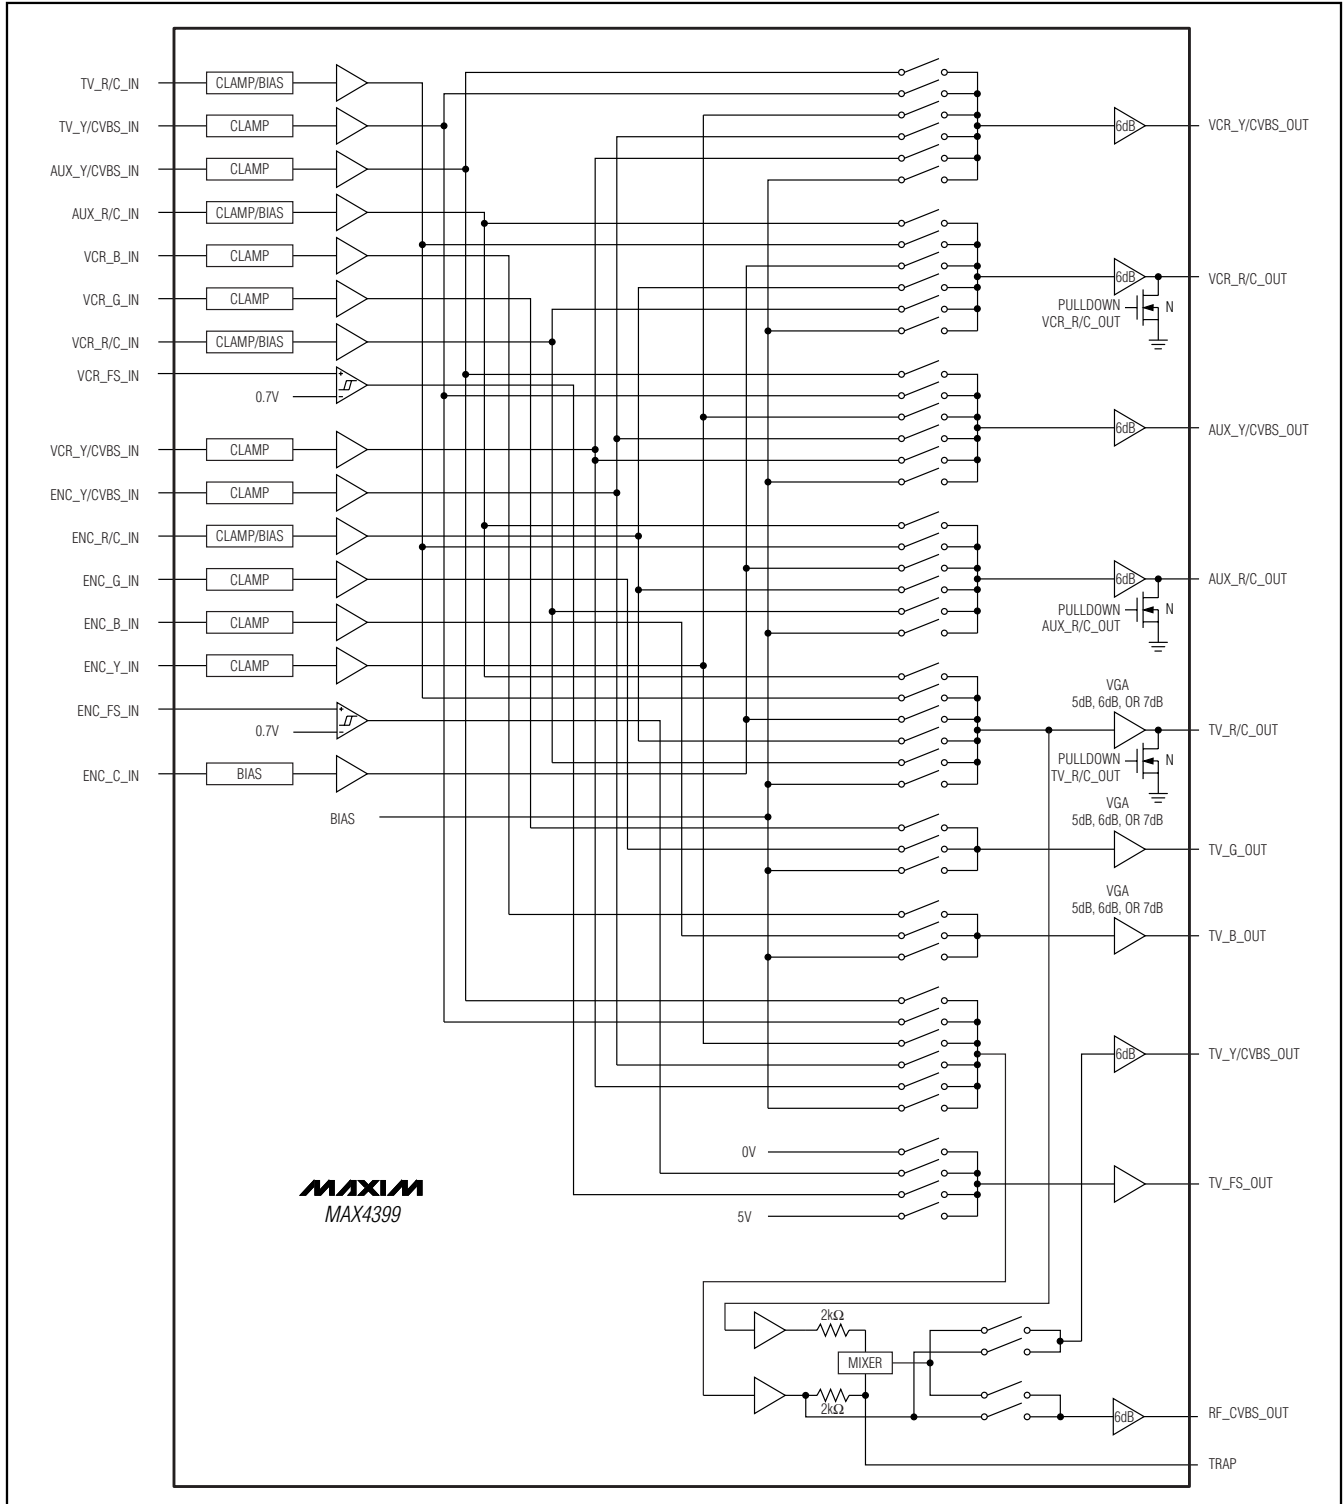 TV_R/C_IN
CLAMP/BIAS
TV_Y/CVBS_IN
CLAMP
AUX_Y/CVBS_IN
CLAMP
AUX_R/C_IN
CLAMP/BIAS
VCR_B_IN
CLAMP
VCR_G_IN
CLAMP
VCR_R/C_IN
CLAMP/BIAS
VCR_FS_IN
0.7V
+
−
VCR_Y/CVBS_IN
CLAMP
ENC_Y/CVBS_IN
CLAMP
ENC_R/C_IN
CLAMP/BIAS
ENC_G_IN
CLAMP
ENC_B_IN
CLAMP
ENC_Y_IN
CLAMP
ENC_FS_IN
0.7V
+
−
ENC_C_IN
BIAS
BIAS
6dB
VCR_Y/CVBS_OUT
6dB
VCR_R/C_OUT
PULLDOWN
VCR_R/C_OUT
N
6dB
AUX_Y/CVBS_OUT
6dB
AUX_R/C_OUT
PULLDOWN
AUX_R/C_OUT
N
VGA
5dB, 6dB, OR 7dB
TV_R/C_OUT
PULLDOWN
TV_R/C_OUT
N
VGA
5dB, 6dB, OR 7dB
TV_G_OUT
VGA
5dB, 6dB, OR 7dB
TV_B_OUT
6dB
TV_Y/CVBS_OUT
0V
5V
TV_FS_OUT
MAXIM
MAX4399
2kΩ
MIXER
2kΩ
6dB
RF_CVBS_OUT
TRAP